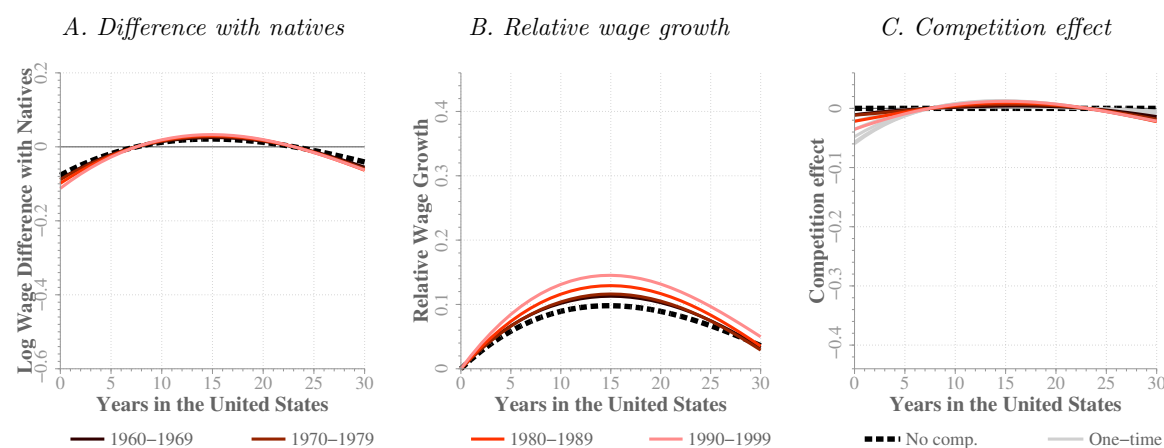 A. Difference with natives
B. Relative wage growth
C. Competition effect
Log Wage Difference with Natives
0.2
0
−0.2
−0.4
−0.6
0 5 10 15 20 25 30
Years in the United States
Relative Wage Growth
0.4
0.3
0.2
0.1
0
0 5 10 15 20 25 30
Years in the United States
Competition effect
0
−0.1
−0.2
−0.3
−0.4
0 5 10 15 20 25 30
Years in the United States
1960−1969
1970−1979
1980−1989
1990−1999
No comp.
One−time